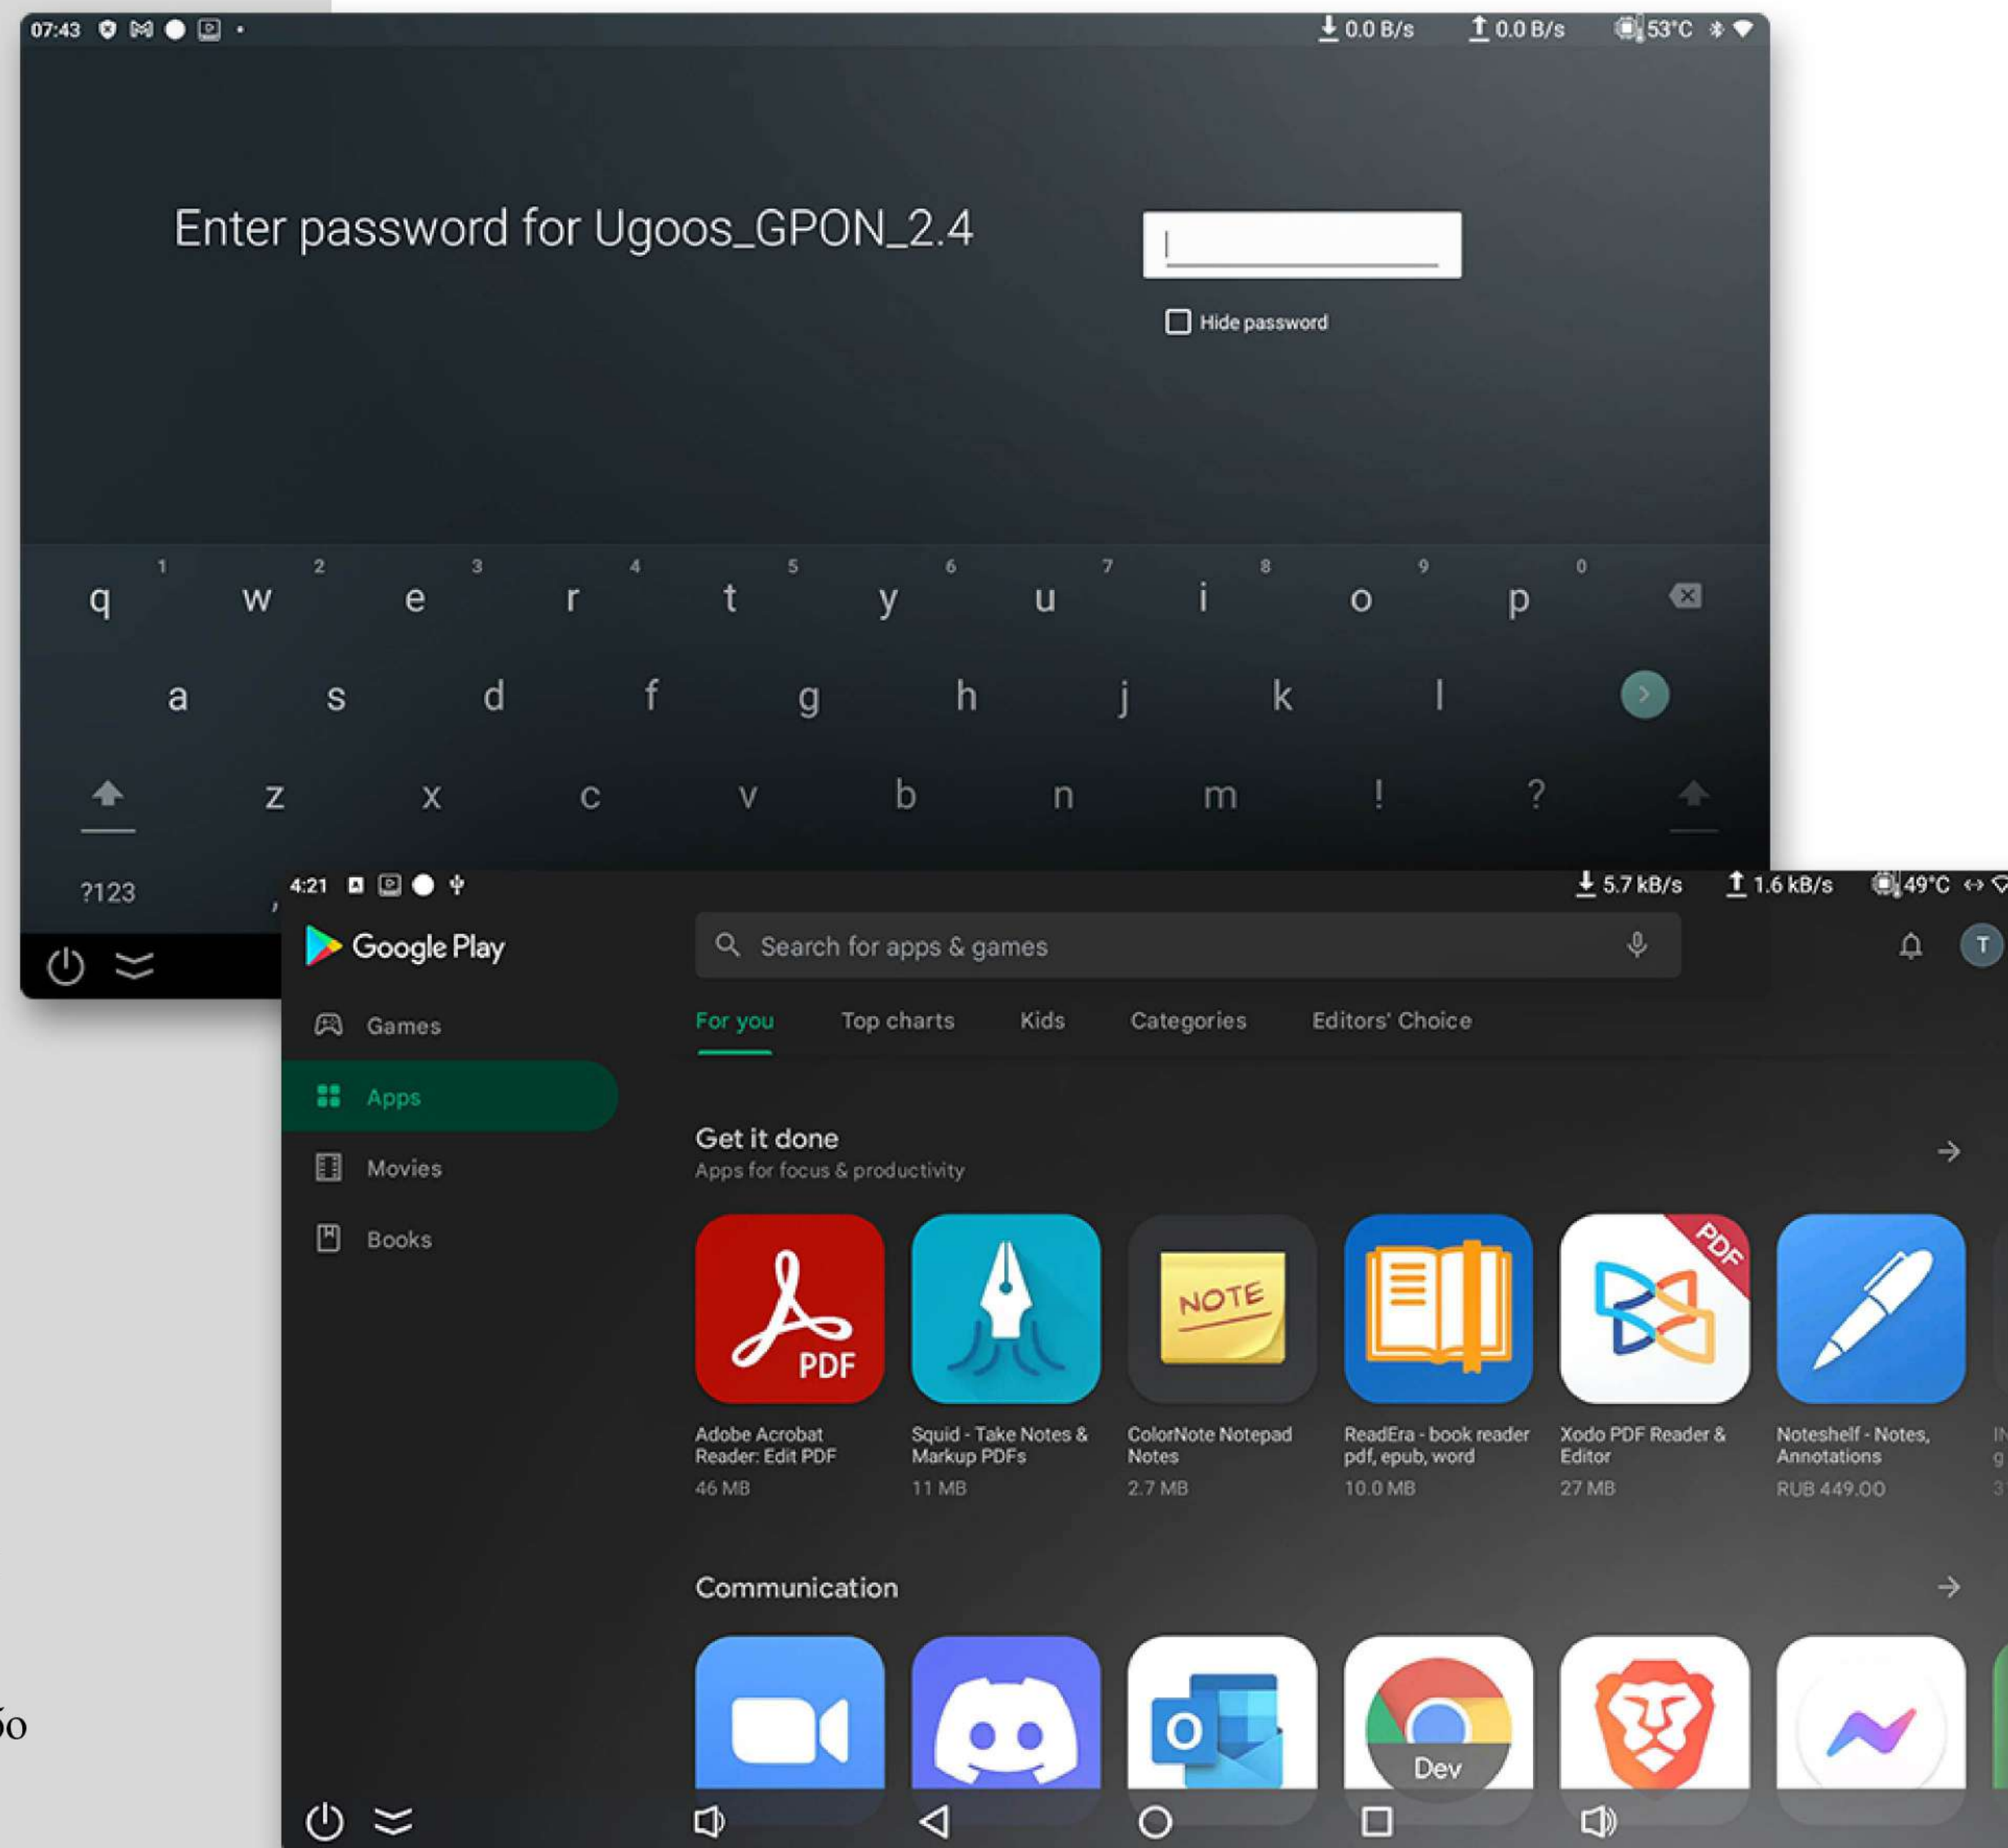 07:43
0.0 B/s 0.0 B/s 53°C
Enter password for Ugoos_GPON_2.4
Hide password
1 2 3 4 5 6 7 8 9 0
q w e r t y u i o p
a s d f g h j k l
z x c v b n m ! ?
?123 ,
4:21
5.7 kB/s 1.6 kB/s 49°C
Google Play
Search for apps & games
T
Games
Apps
Movies
Books
For you Top charts Kids Categories Editors' Choice
Get it done
Apps for focus & productivity
PDF
NOTE
PDF
Adobe Acrobat
Reader: Edit PDF
46 MB
Squid - Take Notes &
Markup PDFs
11 MB
ColorNote Notepad
Notes
2.7 MB
ReadEra - book reader
pdf, epub, word
10.0 MB
Xodo PDF Reader &
Editor
27 MB
Noteshelf - Notes,
Annotations
RUB 449.00
Communication
O
Dev